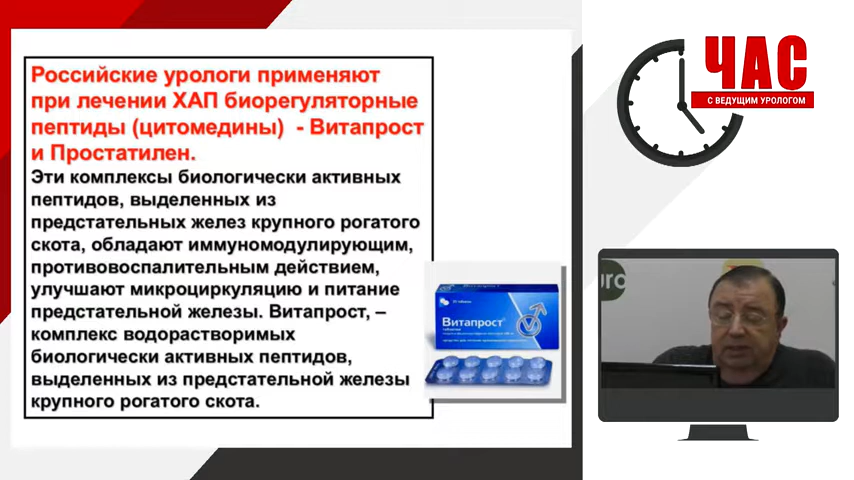 Российские урологи применяют
при лечении ХАП биорегуляторные
пептиды (цитомедины)  - Витапрост
и Простатилен.
Эти комплексы биологически активных
пептидов, выделенных из
предстательных желез крупного рогатого
скота, обладают иммуномодулирующим,
противовоспалительным действием,
улучшают микроциркуляцию и питание
предстательной железы. Витапрост, –
комплекс водорастворимых
биологически активных пептидов,
выделенных из предстательной железы
крупного рогатого скота.
Витапрост
ЧАС
С ВЕДУЩИМ УРОЛОГОМ
uro